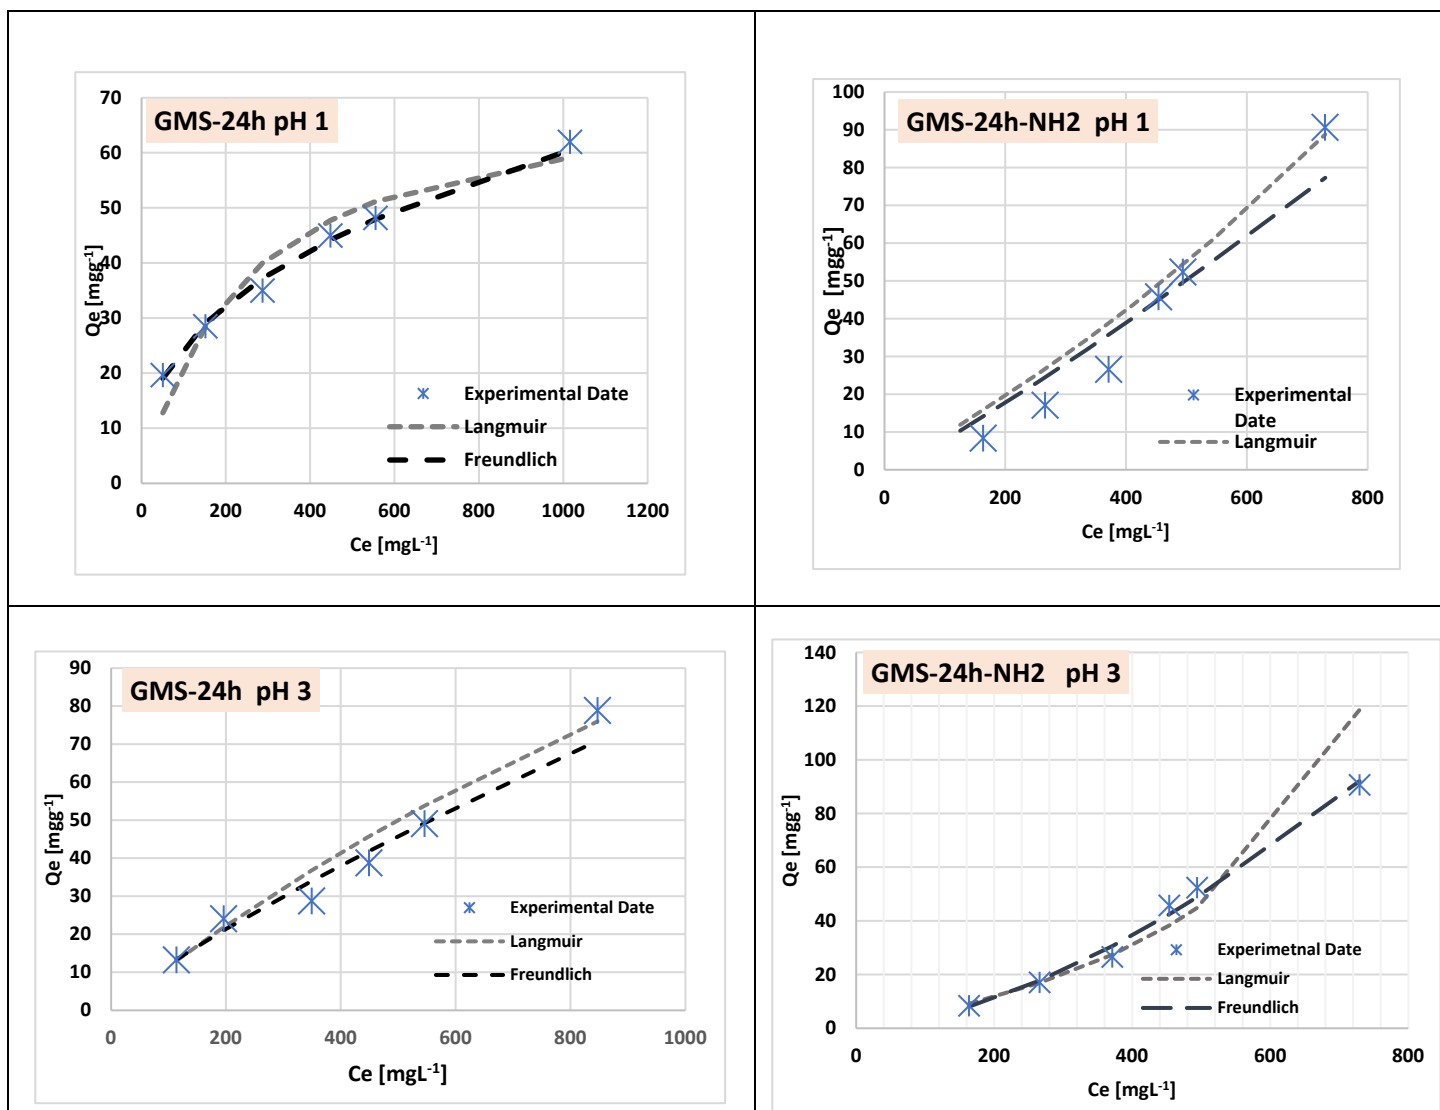 GMS-24h pH 1
70
60
50
40
30
20
10
0
Qe [mgg-1]
0 200 400 600 800 1000 1200
Ce [mgL-1]
Experimental Date
Langmuir
Freundlich
GMS-24h-NH2 pH 1
100
90
80
70
60
50
40
30
20
10
0
Qe [mgg-1]
0 200 400 600 800
Ce [mgL-1]
Experimental
Date
Langmuir
GMS-24h pH 3
90
80
70
60
50
40
30
20
10
0
Qe [mgg-1]
0 200 400 600 800 1000
Ce [mgL-1]
Experimental Date
Langmuir
Freundlich
GMS-24h-NH2 pH 3
140
120
100
80
60
40
20
0
Qe [mgg-1]
0 200 400 600 800
Ce [mgL-1]
Experimetnal Date
Langmuir
Freundlich